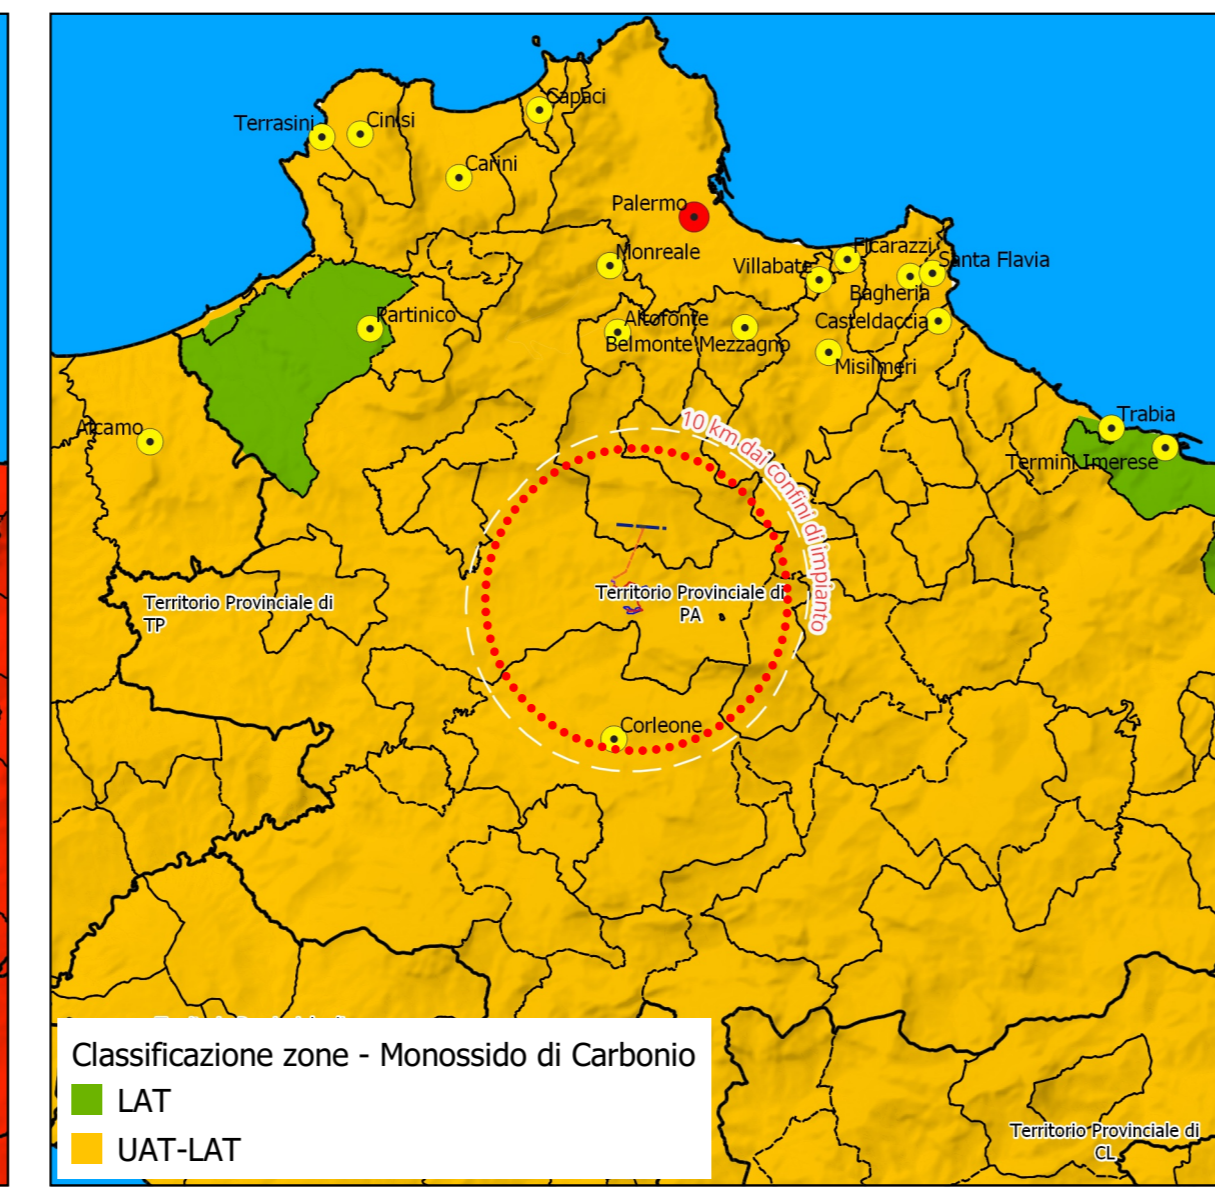 Capaci
Terrasini
Cinisi
Carini
Palermo
Monreale
Ficarazzi
Villabate
Santa Flavia
Bagheria
Partinico
Altofonte
Casteldaccia
Belmonte Mezzagno
Misilmeri
Alcamo
Trabia
Termini Imerese
10 km dai confini di impianto
Territorio Provinciale di
TP
Territorio Provinciale di
PA
Corleone
Classificazione zone - Monossido di Carbonio
LAT
UAT-LAT
Territorio Provinciale di
CL